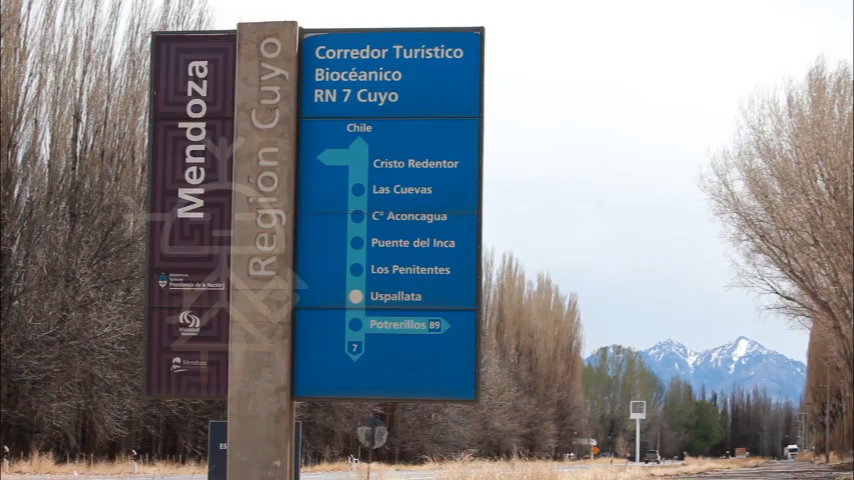 Mendoza
Presidencia de la Nación
Vialidad
Mendoza
Región Cuyo
Corredor Turístico
Biocéanico
RN 7 Cuyo
Chile
Cristo Redentor
Las Cuevas
C° Aconcagua
Puente del Inca
Los Penitentes
Uspallata
Potrerillos 89
7